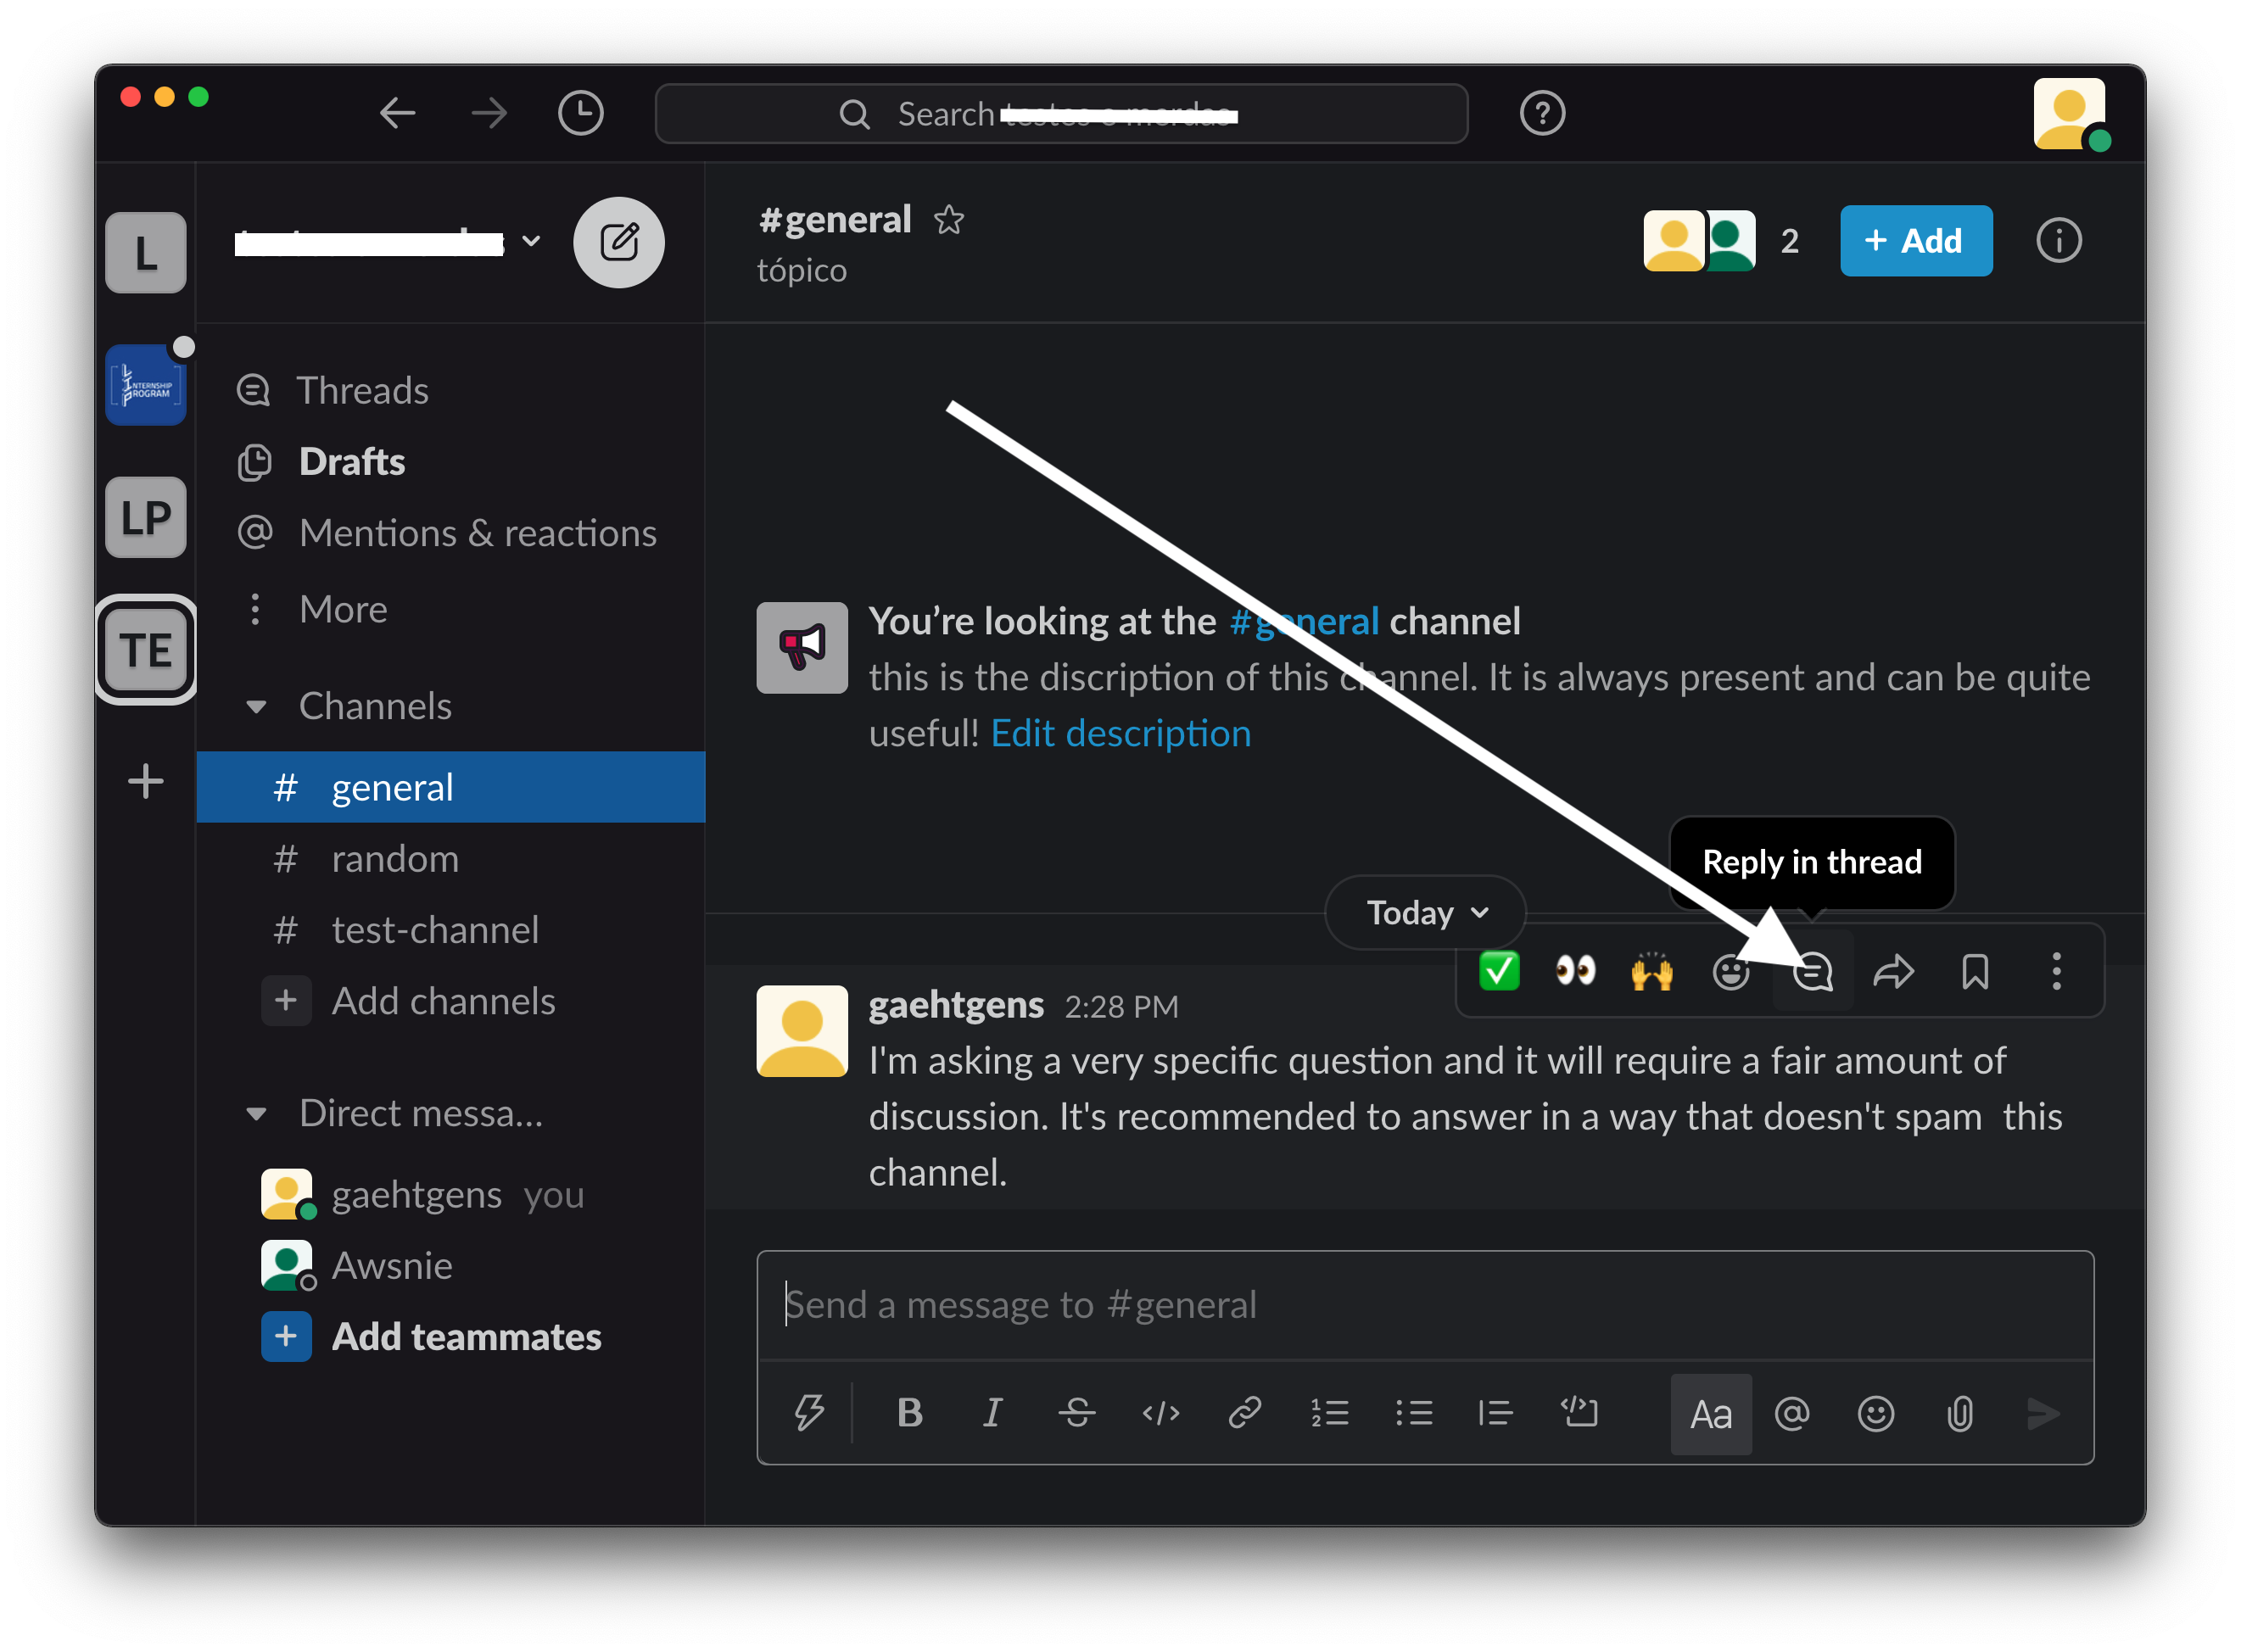 Search
L
LIP
INTERNSHIP
PROGRAM
LP
TE
Threads
Drafts
Mentions & reactions
More
Channels
# general
# random
# test-channel
+ Add channels
Direct messa...
gaehtgens you
Awsnie
+ Add teammates
#general
tópico
2
+ Add
You’re looking at the #general channel
this is the discription of this channel. It is always present and can be quite
useful! Edit description
Reply in thread
Today
gaehtgens 2:28 PM
I'm asking a very specific question and it will require a fair amount of
discussion. It's recommended to answer in a way that doesn't spam  this
channel.
Send a message to #general
B I S </> Aa @